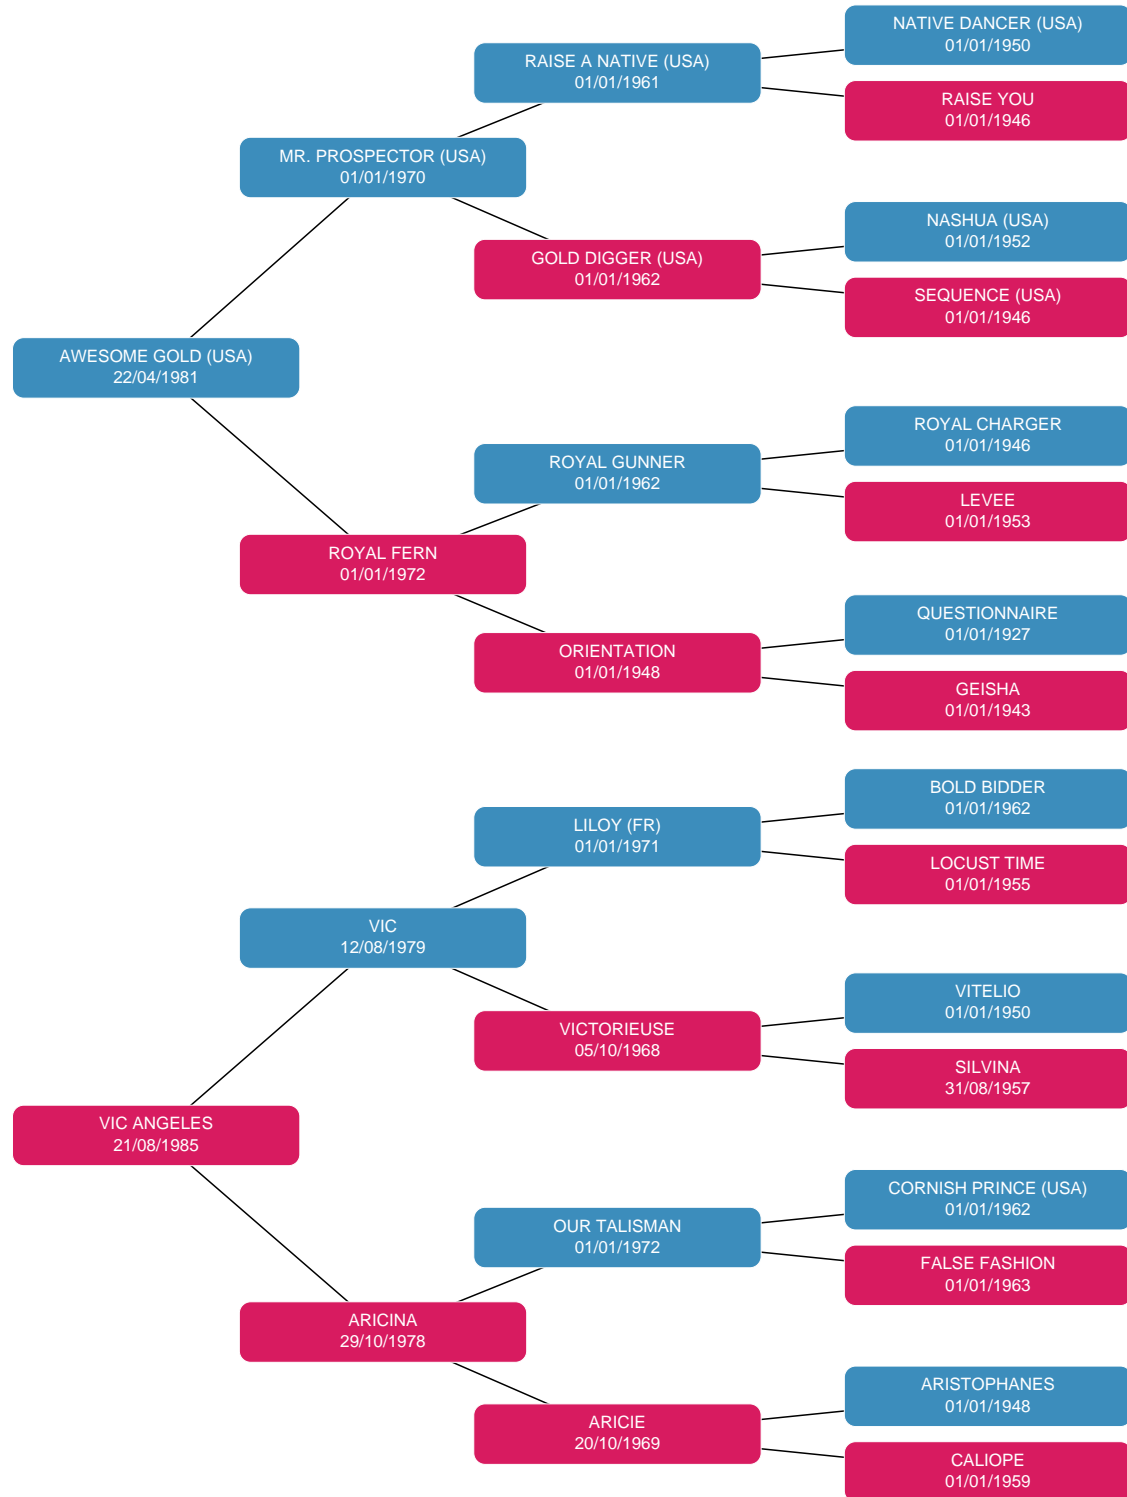 NATIVE DANCER (USA)
01/01/1950
RAISE A NATIVE (USA)
01/01/1961
RAISE YOU
01/01/1946
MR. PROSPECTOR (USA)
01/01/1970
NASHUA (USA)
01/01/1952
GOLD DIGGER (USA)
01/01/1962
SEQUENCE (USA)
01/01/1946
AWESOME GOLD (USA)
22/04/1981
ROYAL CHARGER
01/01/1946
ROYAL GUNNER
01/01/1962
LEVEE
01/01/1953
ROYAL FERN
01/01/1972
QUESTIONNAIRE
01/01/1927
ORIENTATION
01/01/1948
GEISHA
01/01/1943
BOLD BIDDER
01/01/1962
LILOY (FR)
01/01/1971
LOCUST TIME
01/01/1955
VIC
12/08/1979
VITELIO
01/01/1950
VICTORIEUSE
05/10/1968
SILVINA
31/08/1957
VIC ANGELES
21/08/1985
CORNISH PRINCE (USA)
01/01/1962
OUR TALISMAN
01/01/1972
FALSE FASHION
01/01/1963
ARICINA
29/10/1978
ARISTOPHANES
01/01/1948
ARICIE
20/10/1969
CALIOPE
01/01/1959